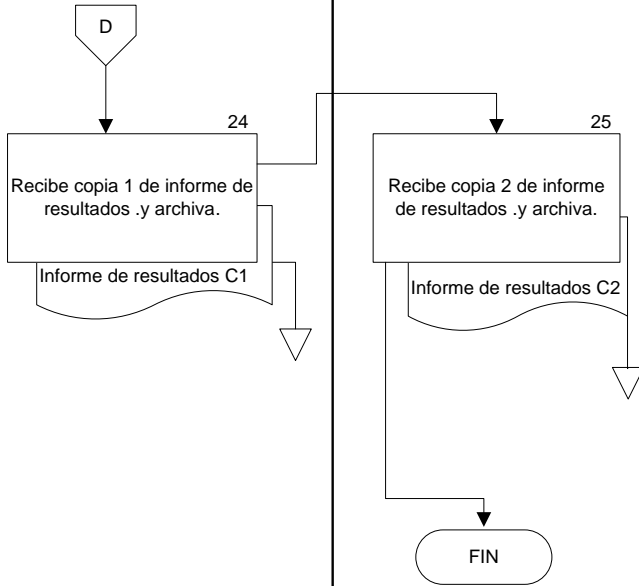 D
24
Recibe copia 1 de informe de
resultados .y archiva.
Informe de resultados C1
25
Recibe copia 2 de informe
de resultados .y archiva.
Informe de resultados C2
FIN